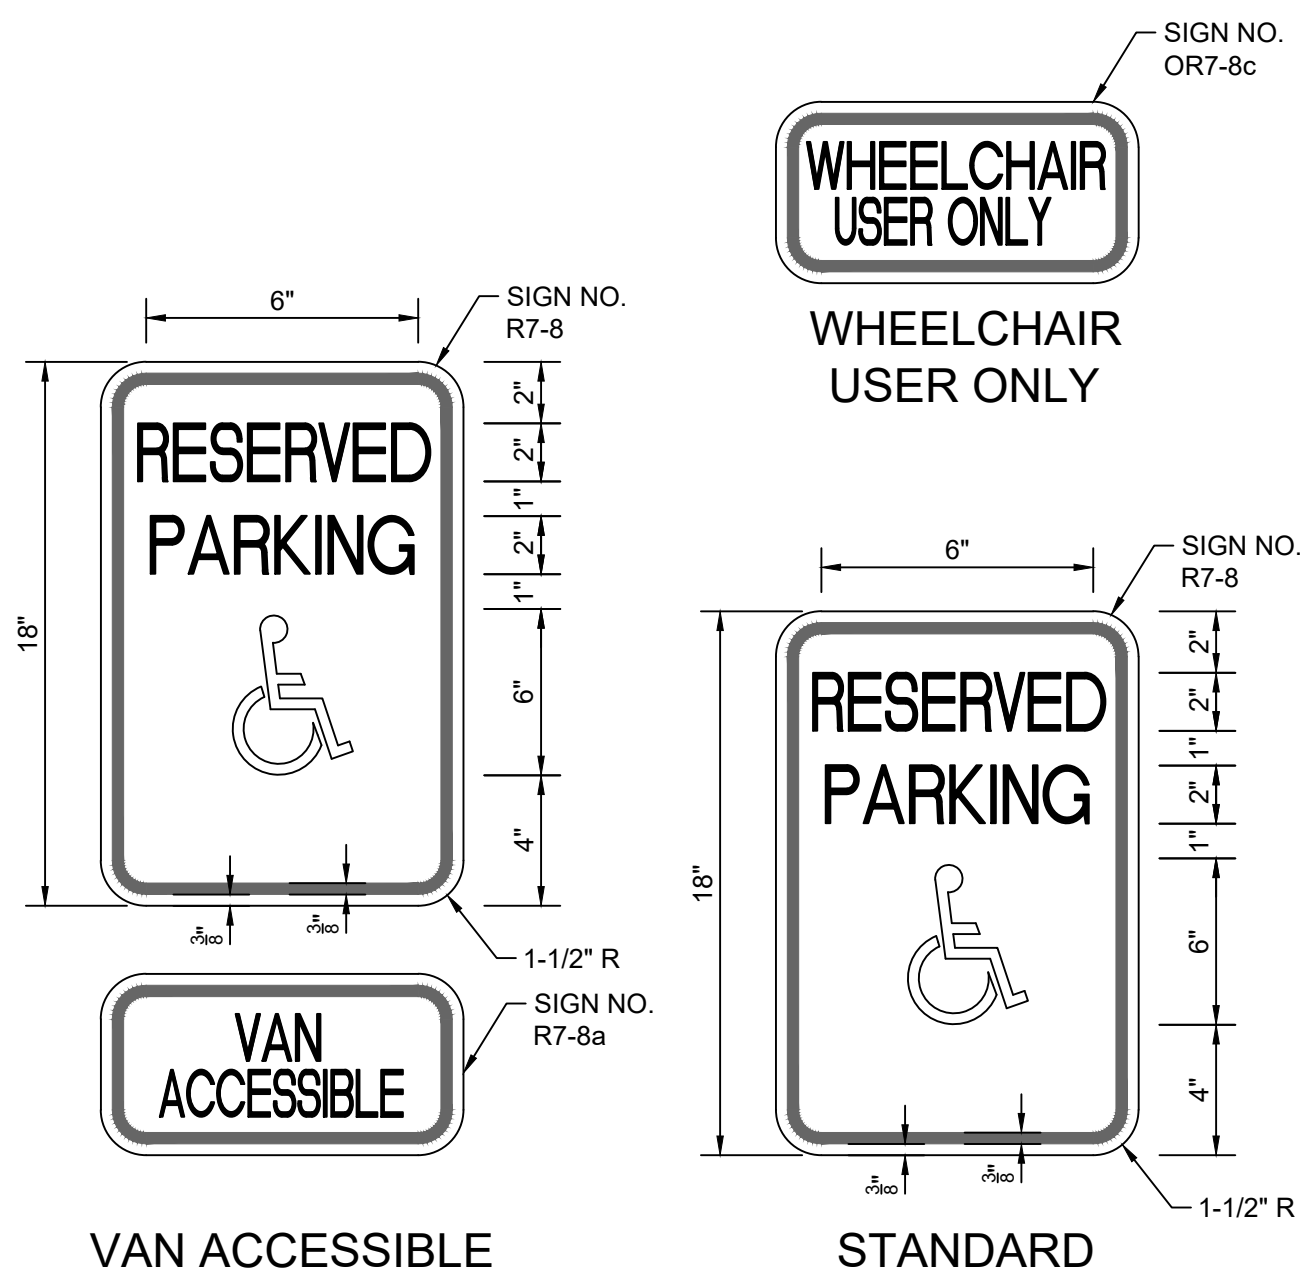 SIGN NO.
OR7-8c
WHEELCHAIR
USER ONLY
WHEELCHAIR
USER ONLY
6"
SIGN NO.
R7-8
18"
RESERVED
PARKING
2"
2"
1"
2"
1"
6"
4"
3/8"
3/8"
1-1/2" R
VAN
ACCESSIBLE
SIGN NO.
R7-8a
VAN ACCESSIBLE
6"
SIGN NO.
R7-8
18"
RESERVED
PARKING
2"
2"
1"
2"
1"
6"
4"
3/8"
3/8"
1-1/2" R
STANDARD